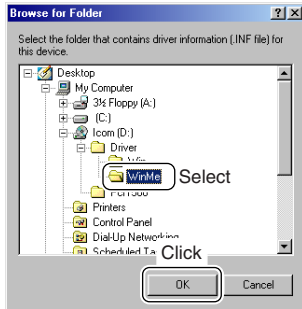 Browse for Folder
Select the folder that contains driver information (.INF file) for
this device.
Desktop
My Computer
3½ Floppy (A:)
(C:)
Icom (D:)
Driver
WinMe
Select
Printers
Control Panel
Dial-Up Networking
Scheduled Ta
Click
OK
Cancel